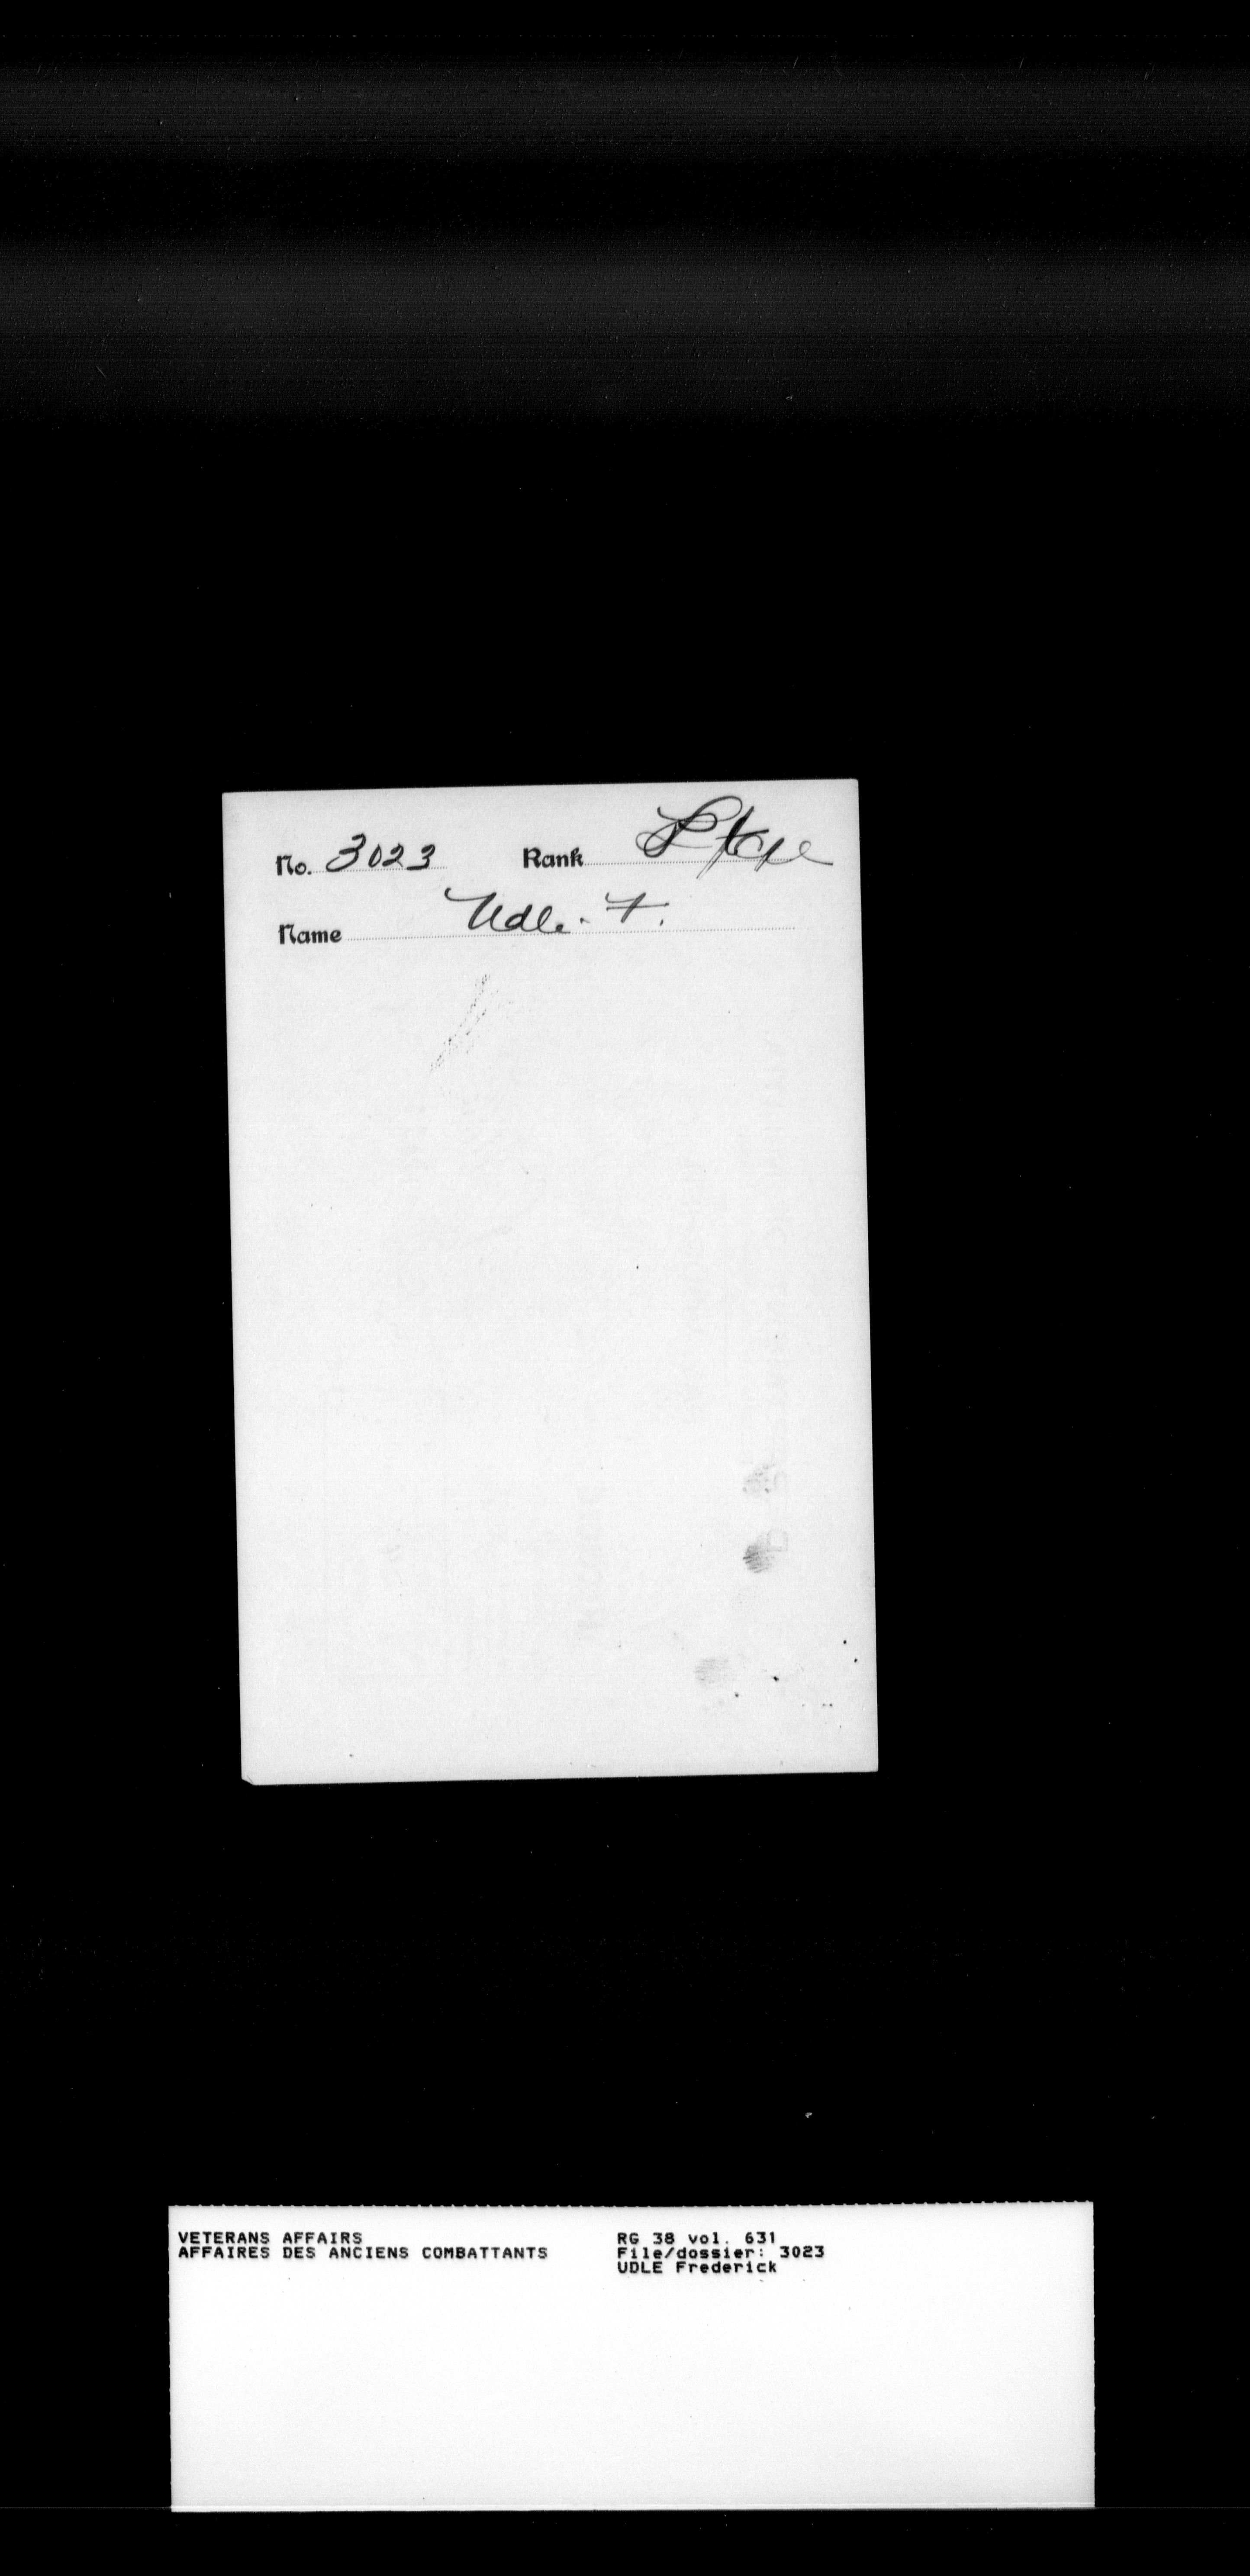 No. 3023 Rank
Name Udle. F.
VETERANS AFFAIRS
AFFAIRES DES ANCIENS COMBATTANTS
RG 38 vol. 631
File/dossier: 3023
UDLE Frederick